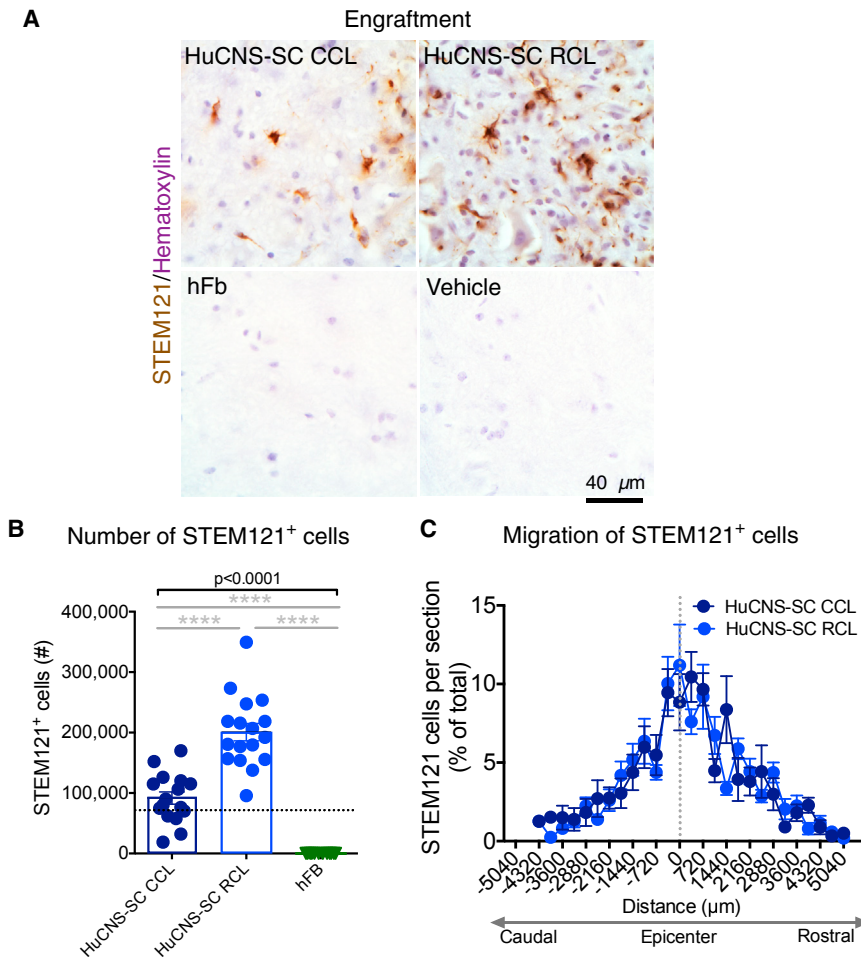 A
Engraftment
HuCNS-SC CCL
HuCNS-SC RCL
STEM121/Hematoxylin
hFb
Vehicle
40 µm
B
Number of STEM121+ cells
p<0.0001
****
**** ****
STEM121+ cells (#)
400,000
300,000
200,000
100,000
0
HuCNS-SC CCL
HuCNS-SC RCL
hFB
C
Migration of STEM121+ cells
HuCNS-SC CCL
HuCNS-SC RCL
STEM121 cells per section
(% of total)
15
10
5
0
-5040
-4320
-3600
-2880
-2160
-1440
-720
0
720
1440
2160
2880
3600
4320
5040
Distance (µm)
Caudal
Epicenter
Rostral